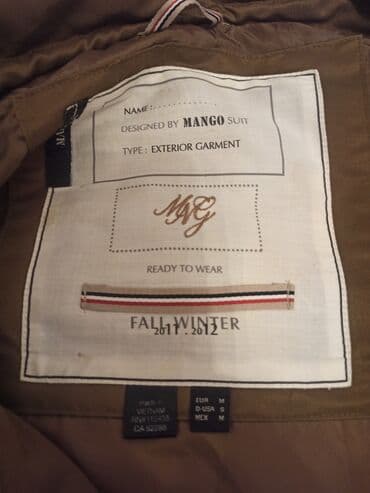 NAME:
DESIGNED BY MANGO SUIT
TYPE : EXTERIOR GARMENT
MNG
READY TO WEAR
FALL WINTER
2011 . 2012
VIETNAM
EUR M
D-USA S
MEX M